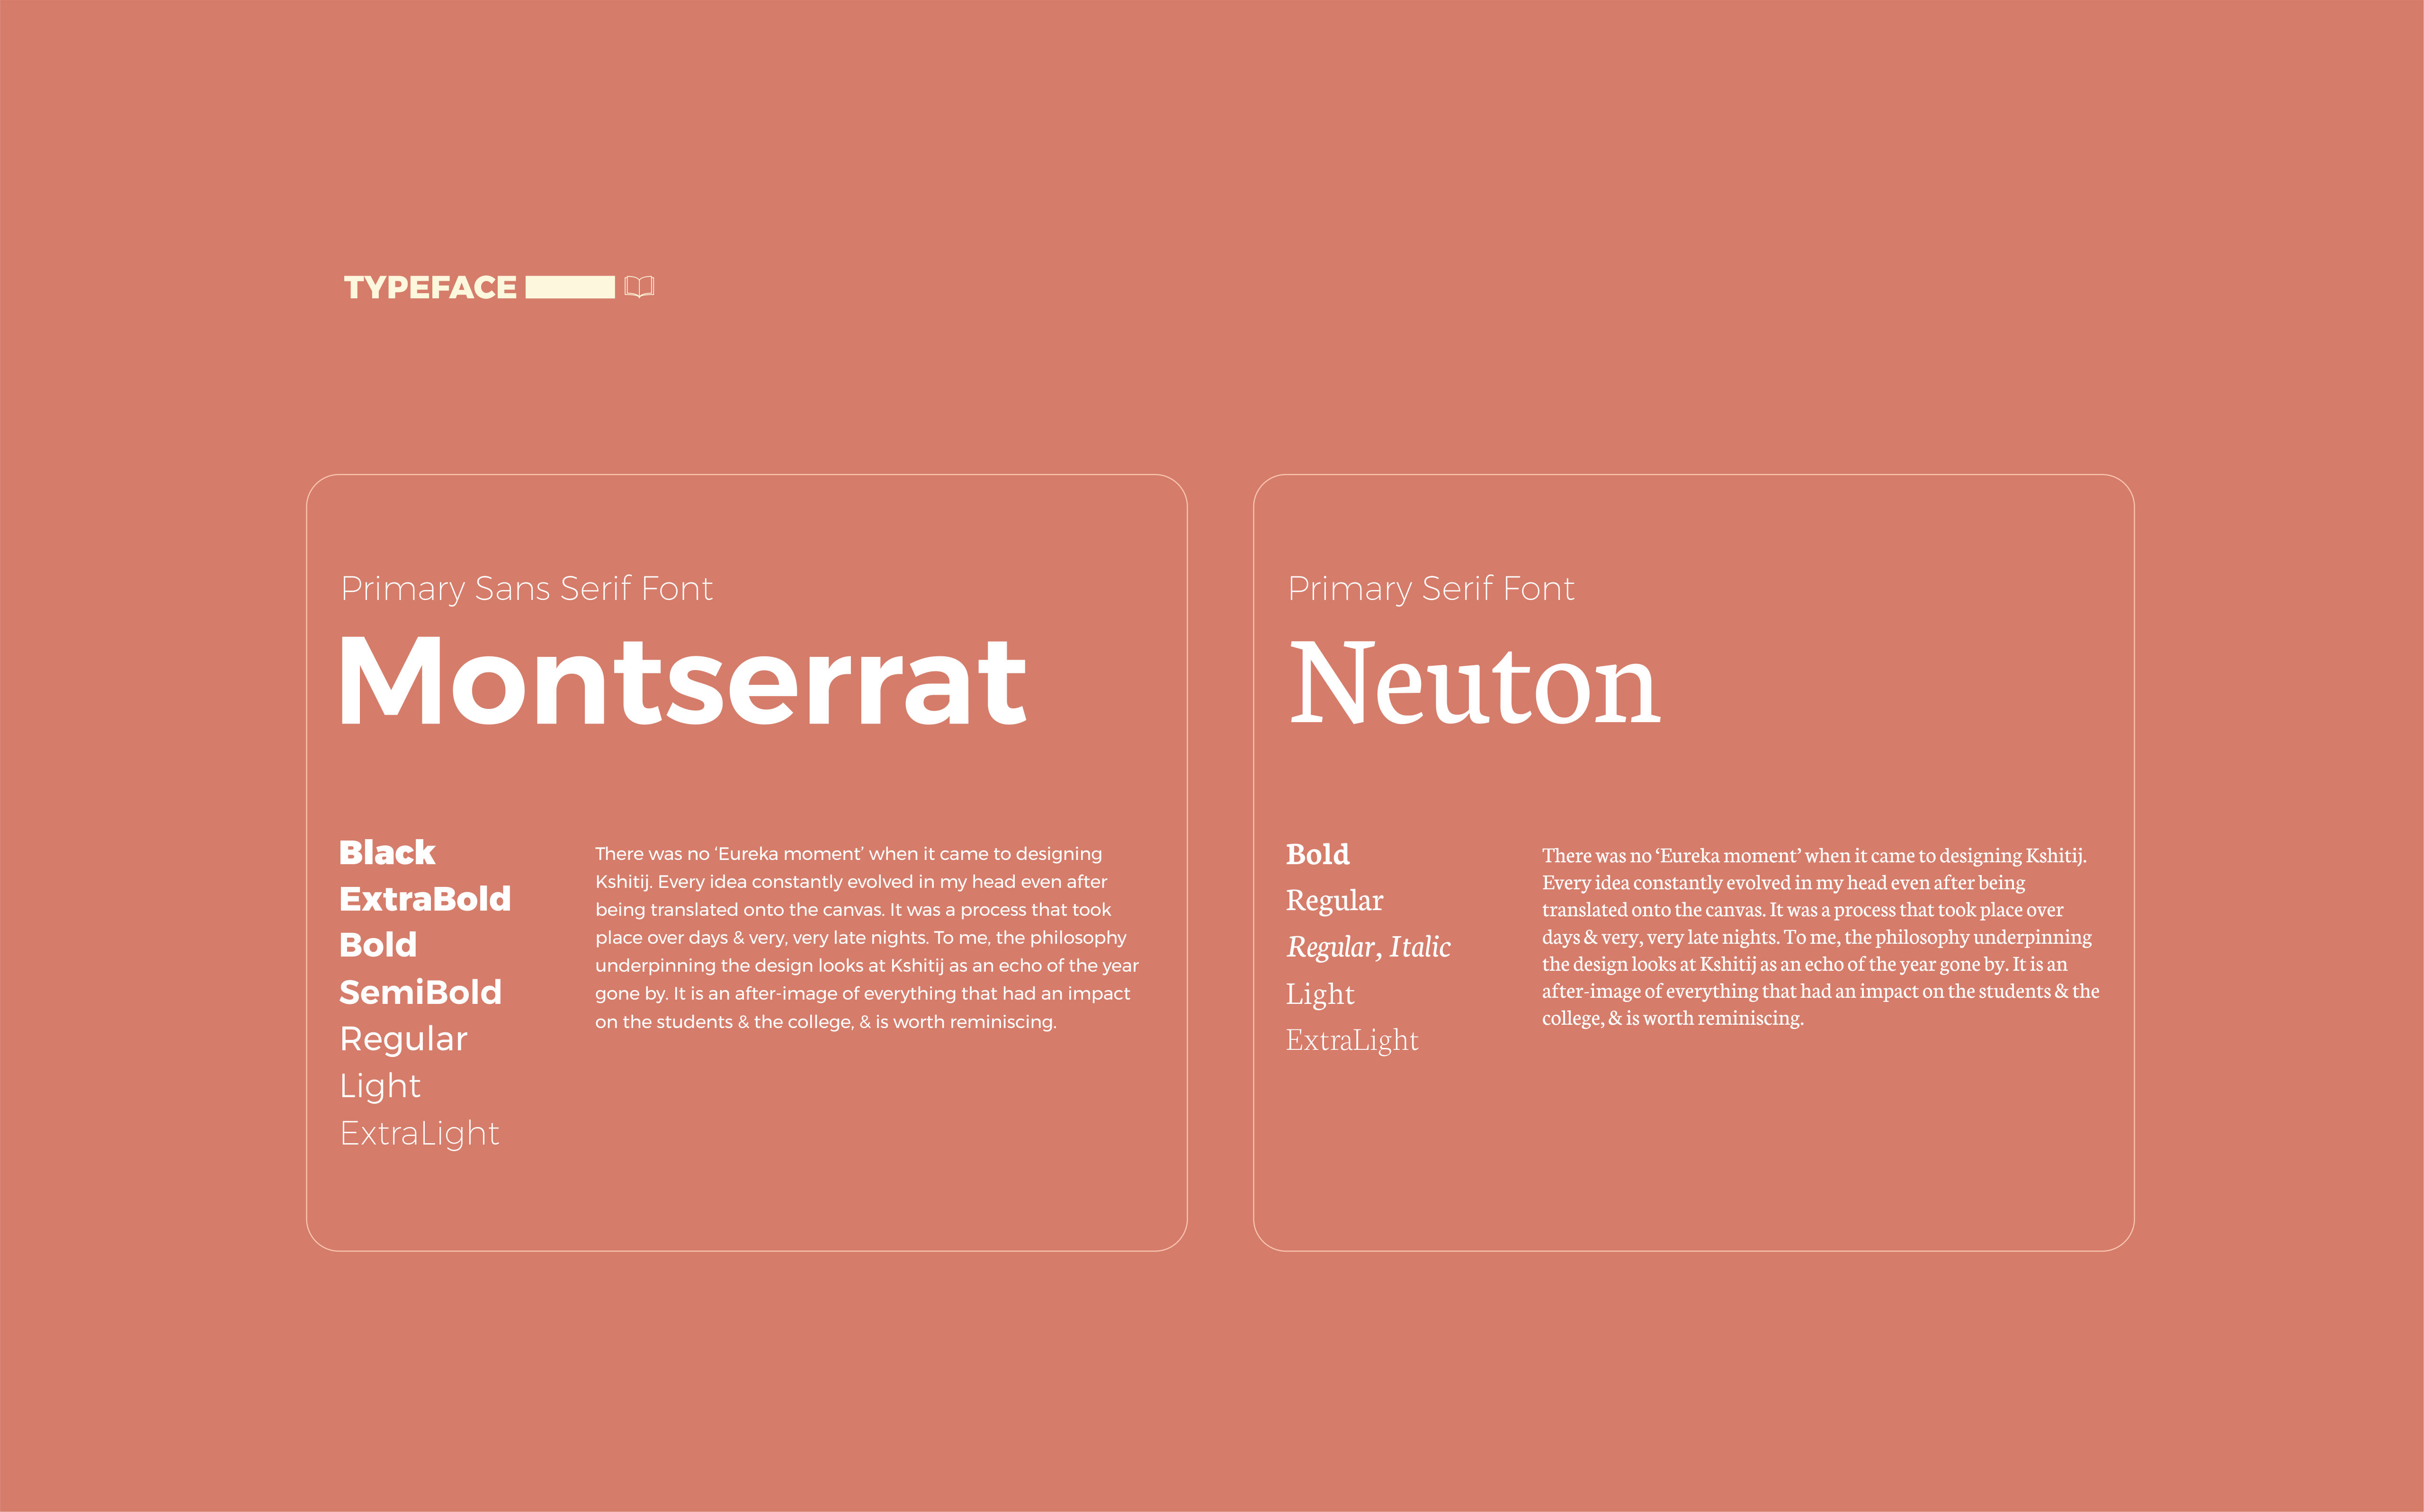 TYPEFACE
Primary Sans Serif Font
Montserrat
Black
ExtraBold
Bold
SemiBold
Regular
Light
ExtraLight
There was no ‘Eureka moment’ when it came to designing
Kshitij. Every idea constantly evolved in my head even after
being translated onto the canvas. It was a process that took
place over days & very, very late nights. To me, the philosophy
underpinning the design looks at Kshitij as an echo of the year
gone by. It is an after-image of everything that had an impact
on the students & the college, & is worth reminiscing.
Primary Serif Font
Neuton
Bold
Regular
Regular, Italic
Light
ExtraLight
There was no ‘Eureka moment’ when it came to designing Kshitij.
Every idea constantly evolved in my head even after being
translated onto the canvas. It was a process that took place over
days & very, very late nights. To me, the philosophy underpinning
the design looks at Kshitij as an echo of the year gone by. It is an
after-image of everything that had an impact on the students & the
college, & is worth reminiscing.